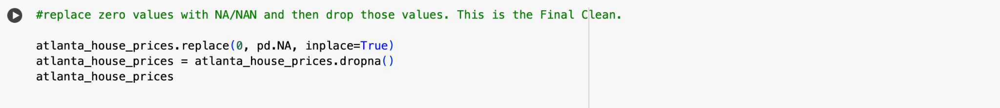 #replace zero values with NA/NAN and then drop those values. This is the Final Clean.
atlanta_house_prices.replace(0, pd.NA, inplace=True)
atlanta_house_prices = atlanta_house_prices.dropna()
atlanta_house_prices